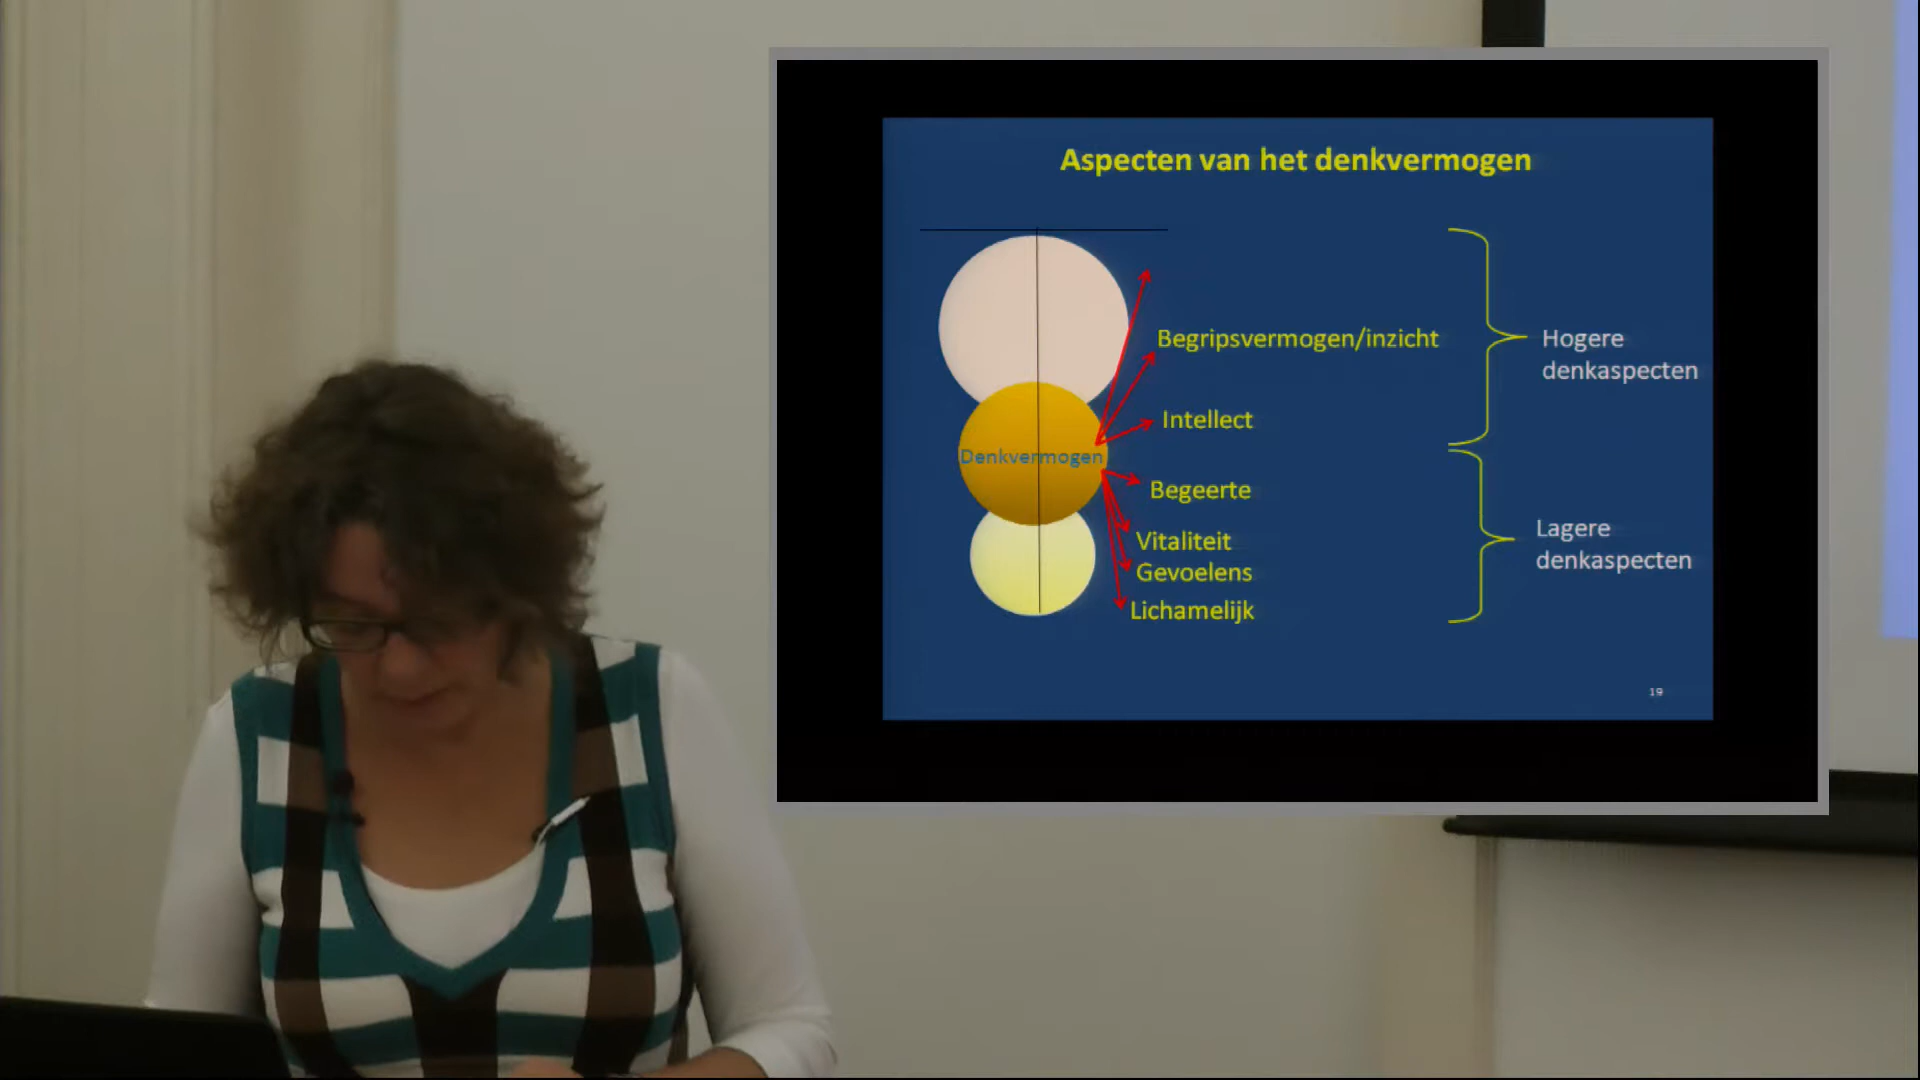 Aspecten van het denkvermogen
Begripsvermogen/inzicht
Hogere
denkaspecten
Intellect
Denkvermogen
Begeerte
Lagere
denkaspecten
Vitaliteit
Gevoelens
Lichamelijk
19